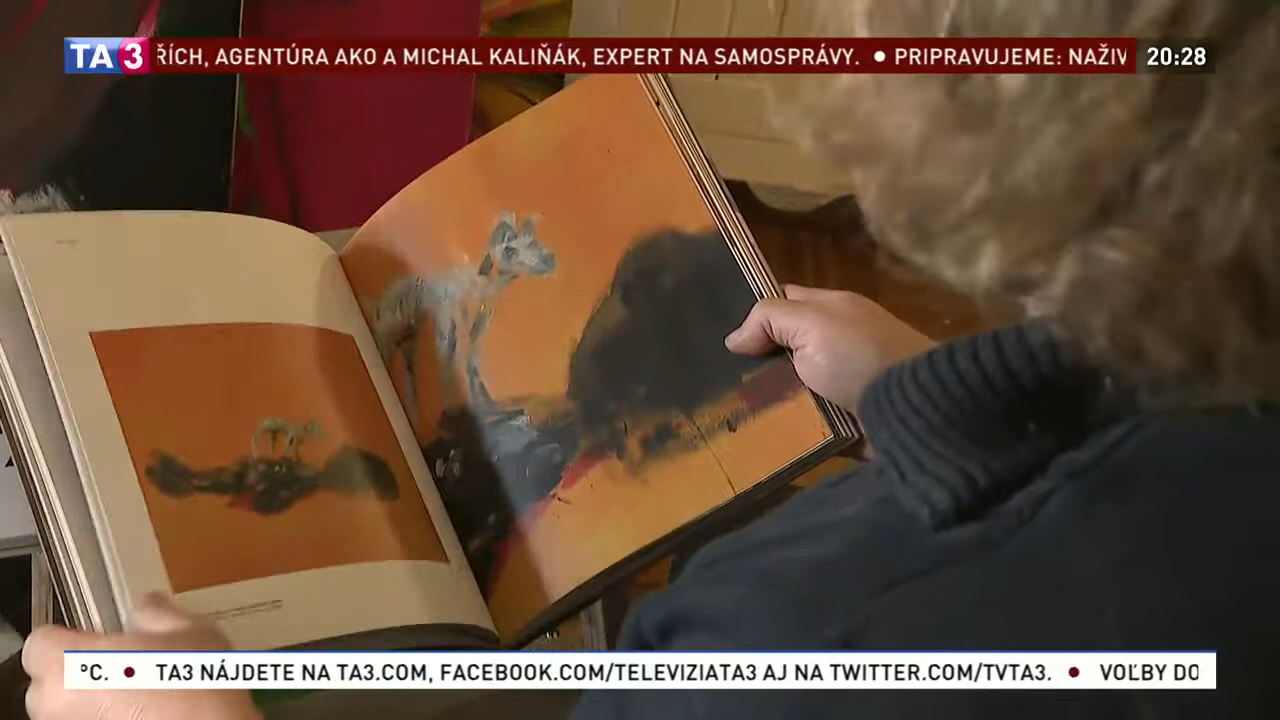 TA3 ŘÍCH, AGENTÚRA AKO A MICHAL KALIŇÁK, EXPERT NA SAMOSPRÁVY. ● PRIPRAVUJEME: NAŽIV 20:28
°C. ● TA3 NÁJDETE NA TA3.COM, FACEBOOK.COM/TELEVIZIATA3 AJ NA TWITTER.COM/TVTA3. ● VOĽBY DO